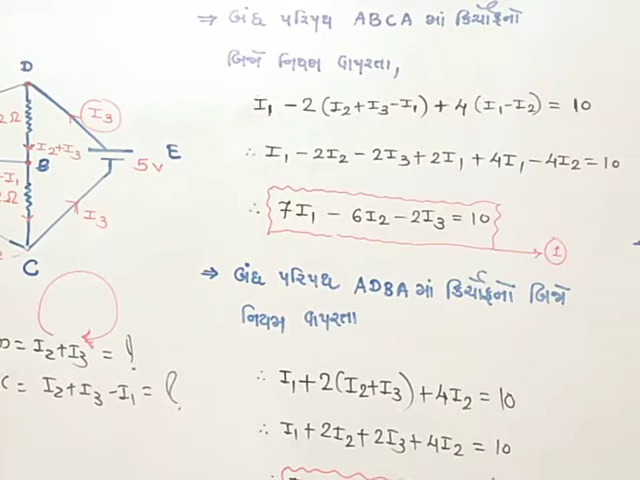 ⇒ બંધ પરિપથ ABCA માં કિર્ચોફનો
બિજો નિયમ વાપરતા,
I₁ - 2(I₂+I₃-I₁) + 4(I₁-I₂) = 10
∴ I₁ - 2I₂ - 2I₃ + 2I₁ + 4I₁ - 4I₂ = 10
∴ 7I₁ - 6I₂ - 2I₃ = 10
①
⇒ બંધ પરિપથ ADBA માં કિર્ચોફનો બિજો
નિયમ વાપરતા
∴ I₁ + 2(I₂+I₃) + 4I₂ = 10
∴ I₁ + 2I₂ + 2I₃ + 4I₂ = 10
D
I₃
2Ω
I₂+I₃
E
B
5V
-I₁
2Ω
I₃
C
= I₂+I₃ = ?
C = I₂+I₃-I₁ = ?